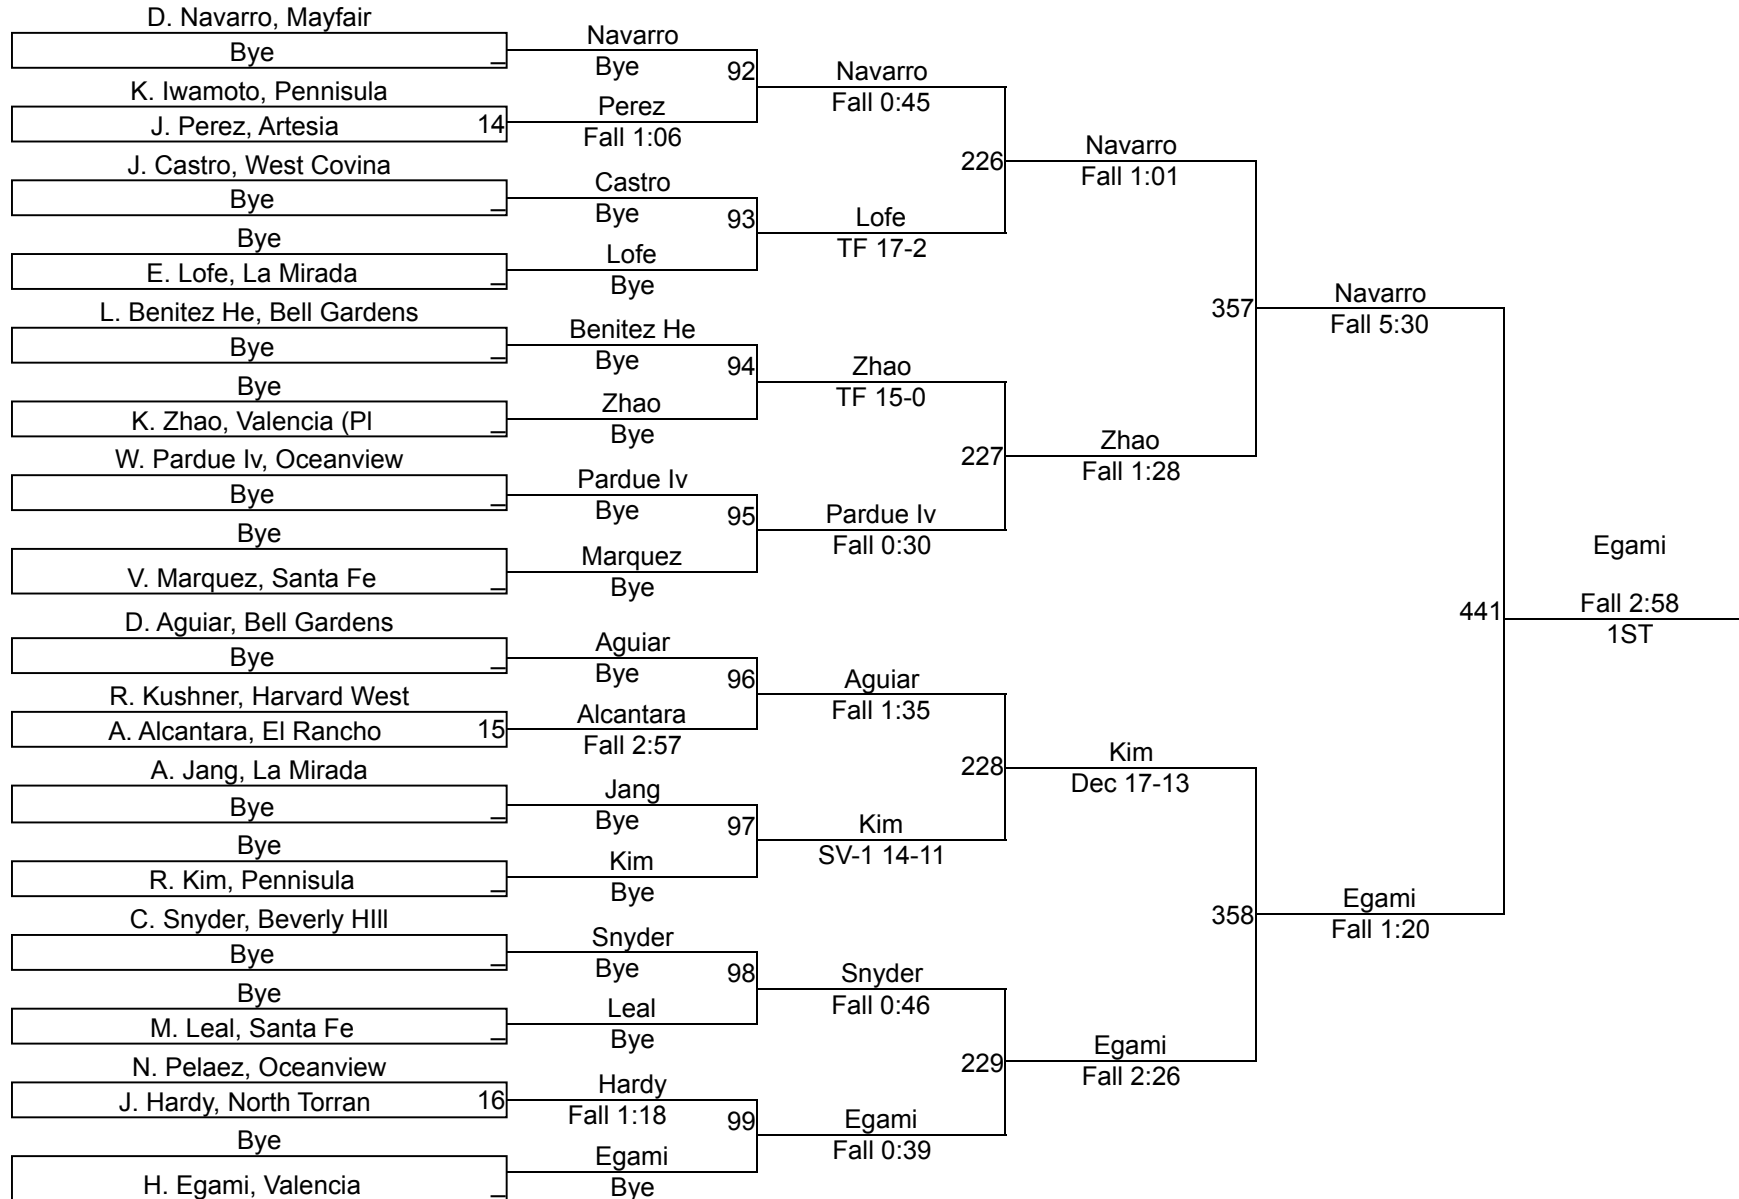 D. Navarro, Mayfair
Bye _
K. Iwamoto, Pennisula
J. Perez, Artesia 14
J. Castro, West Covina
Bye _
Bye
E. Lofe, La Mirada _
L. Benitez He, Bell Gardens
Bye _
Bye
K. Zhao, Valencia (Pl _
W. Pardue Iv, Oceanview
Bye _
Bye
V. Marquez, Santa Fe _
D. Aguiar, Bell Gardens
Bye _
R. Kushner, Harvard West
A. Alcantara, El Rancho 15
A. Jang, La Mirada
Bye _
Bye
R. Kim, Pennisula _
C. Snyder, Beverly HIll
Bye _
Bye
M. Leal, Santa Fe _
N. Pelaez, Oceanview
J. Hardy, North Torran 16
Bye
H. Egami, Valencia _
Navarro
Bye 92
Perez
Fall 1:06
Castro
Bye 93
Lofe
Bye
Benitez He
Bye 94
Zhao
Bye
Pardue Iv
Bye 95
Marquez
Bye
Aguiar
Bye 96
Alcantara
Fall 2:57
Jang
Bye 97
Kim
Bye
Snyder
Bye 98
Leal
Bye
Hardy
Fall 1:18 99
Egami
Bye
Navarro
Fall 0:45
226
Lofe
TF 17-2
Zhao
TF 15-0
227
Pardue Iv
Fall 0:30
Aguiar
Fall 1:35
228
Kim
SV-1 14-11
Snyder
Fall 0:46
229
Egami
Fall 0:39
Navarro
Fall 1:01
357
Zhao
Fall 1:28
Kim
Dec 17-13
358
Egami
Fall 2:26
Navarro
Fall 5:30
441
Egami
Fall 1:20
Egami
Fall 2:58
1ST